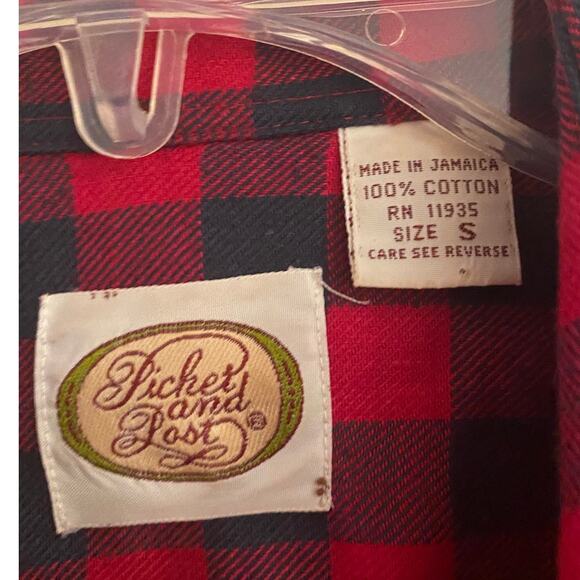 MADE IN JAMAICA
100% COTTON
RN 11935
SIZE S
CARE SEE REVERSE
Picket
and
Post ®